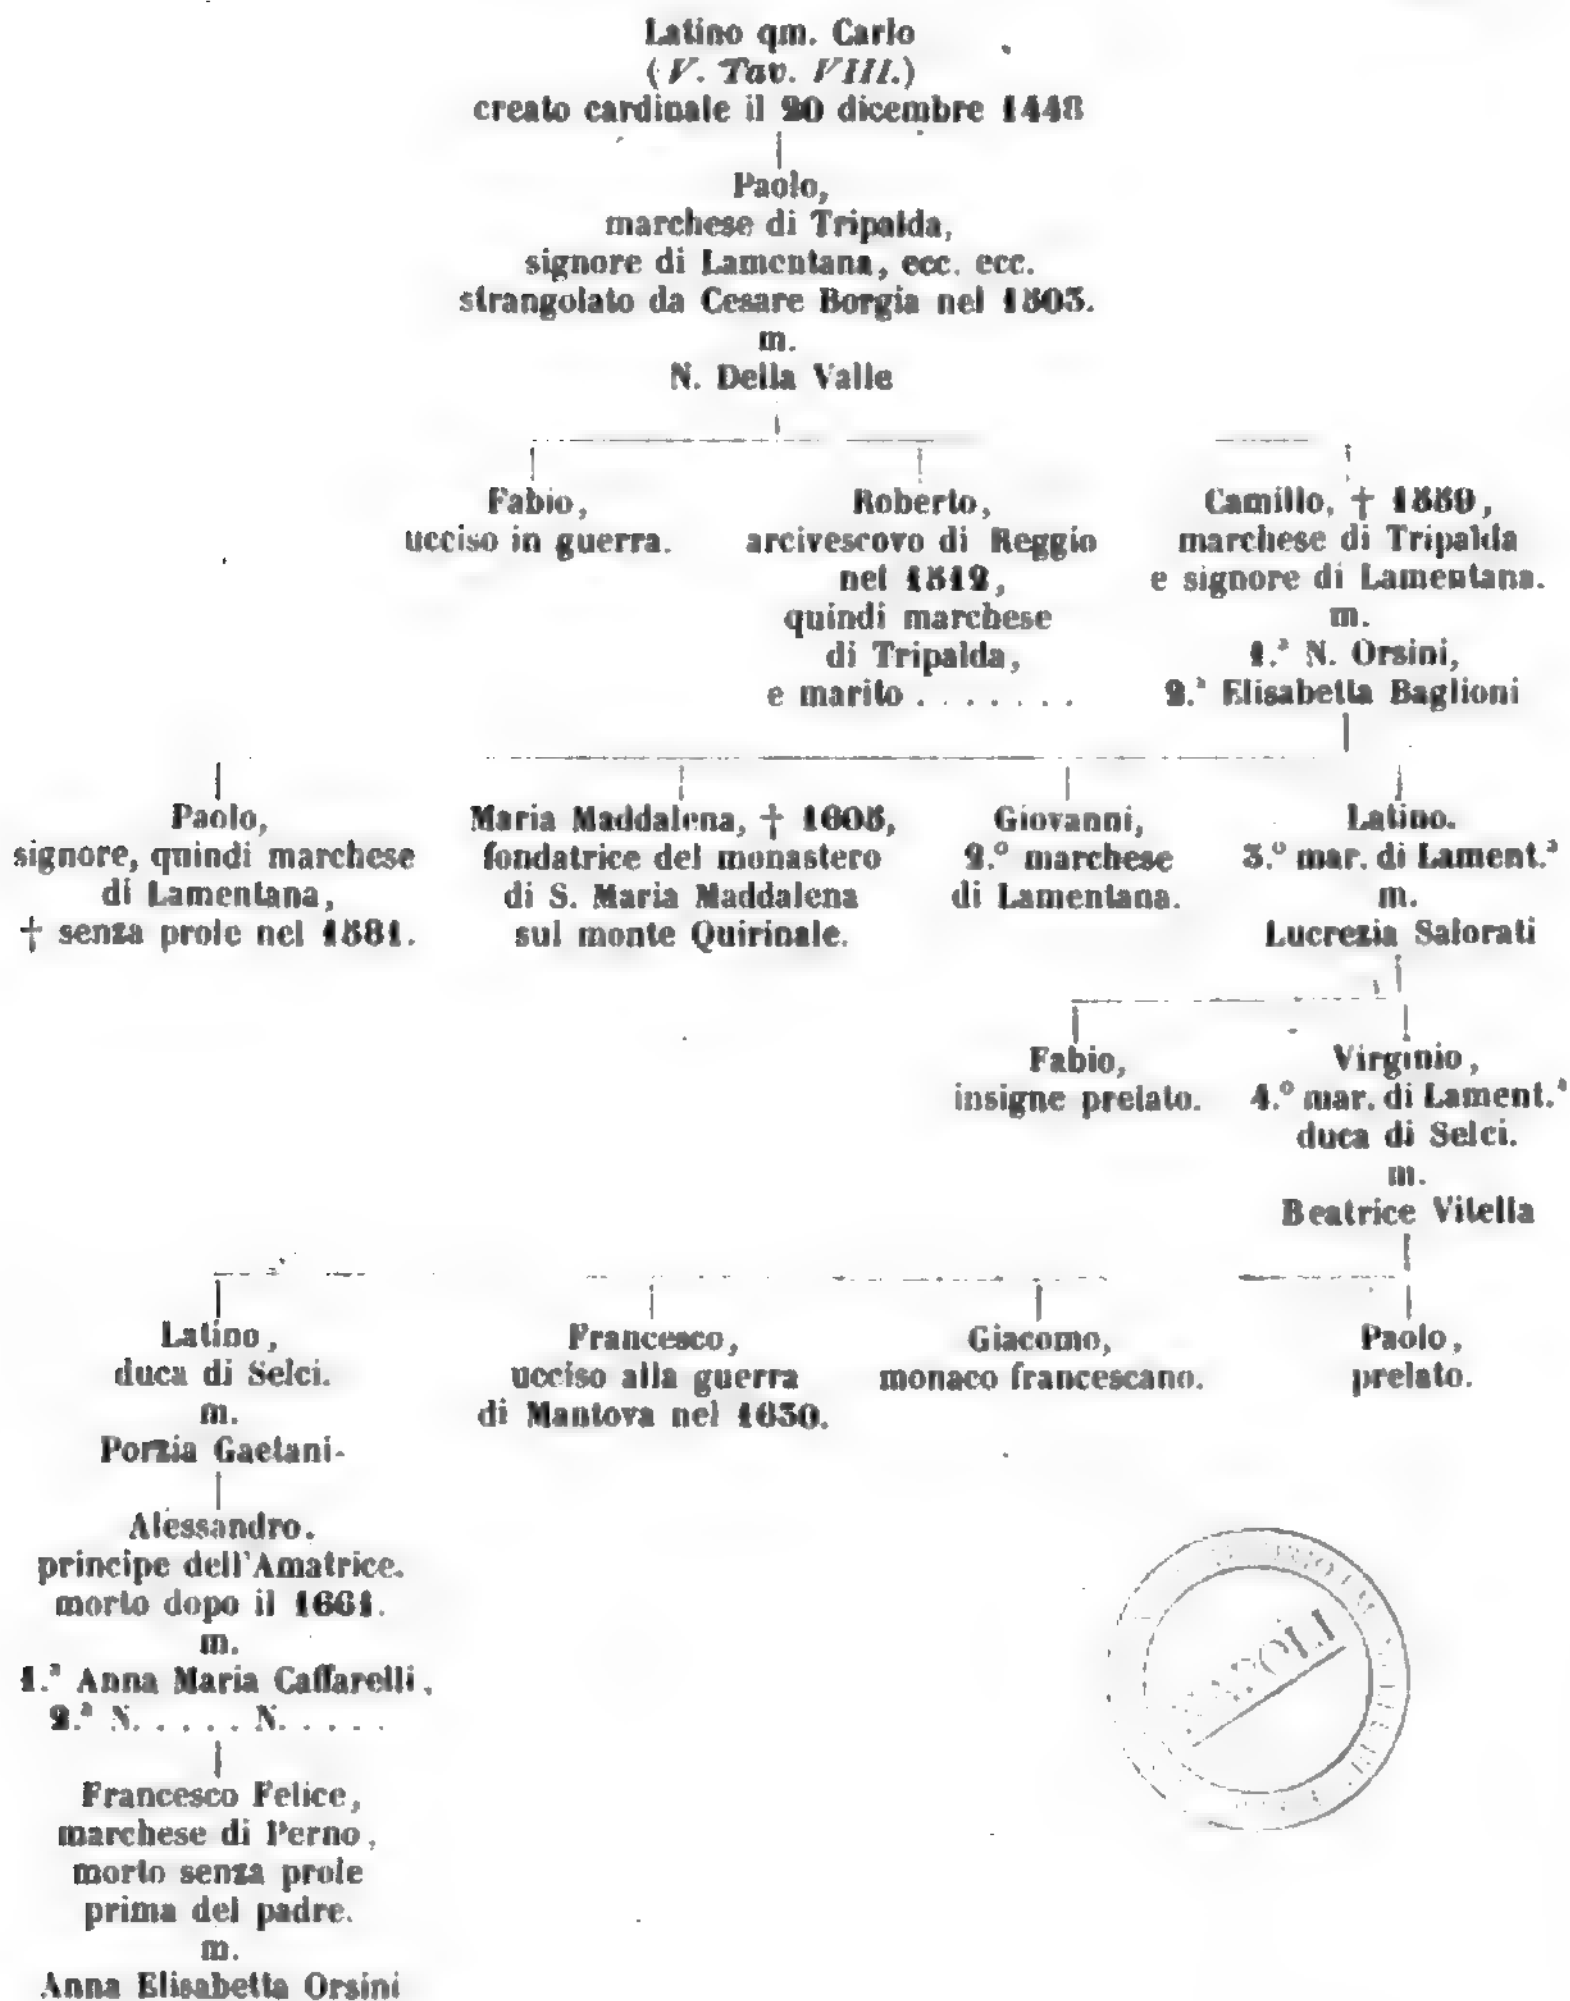 Latino qm. Carlo
(V. Tav. VIII.)
creato cardinale il 20 dicembre 1448
Paolo,
marchese di Tripalda,
signore di Lamentana, ecc. ecc.
strangolato da Cesare Borgia nel 1503.
m.
N. Della Valle
Fabio,
ucciso in guerra.
Roberto,
arcivescovo di Reggio
nel 1512,
quindi marchese
di Tripalda,
e marito . . . . . . .
Camillo, † 1559,
marchese di Tripalda
e signore di Lamentana.
m.
1.ª N. Orsini,
2.ª Elisabetta Baglioni
Paolo,
signore, quindi marchese
di Lamentana,
† senza prole nel 1581.
Maria Maddalena, † 1605,
fondatrice del monastero
di S. Maria Maddalena
sul monte Quirinale.
Giovanni,
2.º marchese
di Lamentana.
Latino.
3.º mar. di Lament.ª
m.
Lucrezia Salorati
Fabio,
insigne prelato.
Virginio,
4.º mar. di Lament.ª
duca di Selci.
m.
Beatrice Vitella
Latino,
duca di Selci.
m.
Porzia Gaetani-
Francesco,
ucciso alla guerra
di Mantova nel 1630.
Giacomo,
monaco francescano.
Paolo,
prelato.
Alessandro.
principe dell'Amatrice.
morto dopo il 1661.
m.
1.ª Anna Maria Caffarelli,
2.ª N. . . . . N. . . . .
Francesco Felice,
marchese di Perno,
morto senza prole
prima del padre.
m.
Anna Elisabetta Orsini
NAPOLI